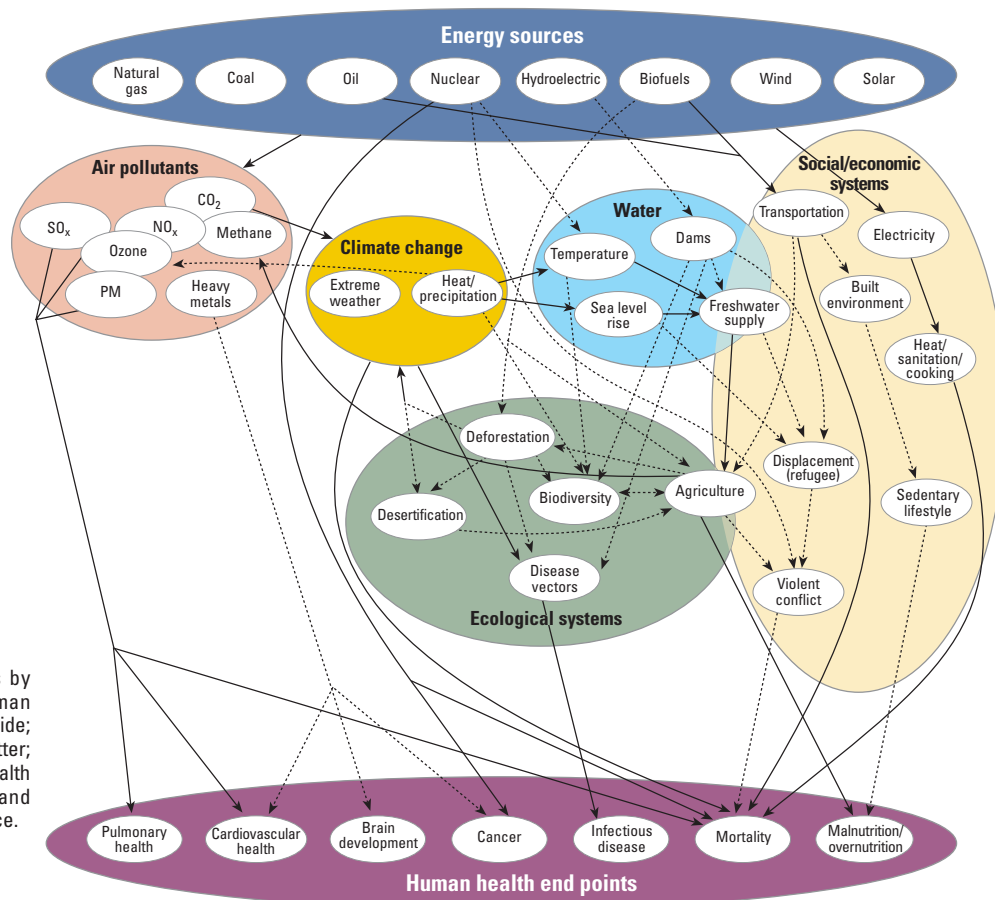 Energy sources
Natural
gas
Coal
Oil
Nuclear
Hydroelectric
Biofuels
Wind
Solar
Air pollutants
CO2
SOx
NOx
Methane
Ozone
PM
Heavy
metals
Climate change
Extreme
weather
Heat/
precipitation
Water
Temperature
Dams
Sea level
rise
Freshwater
supply
Social/economic
systems
Transportation
Electricity
Built
environment
Heat/
sanitation/
cooking
Displacement
(refugee)
Sedentary
lifestyle
Violent
conflict
Deforestation
Desertification
Biodiversity
Agriculture
Disease
vectors
Ecological systems
by
man
ide;
tter;
alth
and
ce.
Pulmonary
health
Cardiovascular
health
Brain
development
Cancer
Infectious
disease
Mortality
Malnutrition/
overnutrition
Human health end points